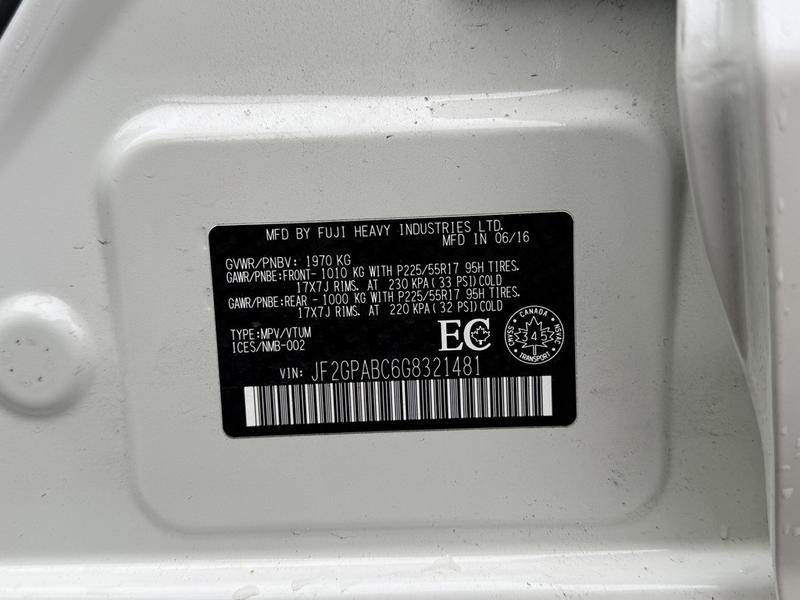 MFD BY FUJI HEAVY INDUSTRIES LTD.
MFD IN 06/16
GVWR/PNBV: 1970 KG
GAWR/PNBE:FRONT- 1010 KG WITH P225/55R17 95H TIRES.
17X7J RIMS. AT 230 KPA ( 33 PSI ) COLD
GAWR/PNBE:REAR - 1000 KG WITH P225/55R17 95H TIRES.
17X7J RIMS. AT 220 KPA ( 32 PSI ) COLD
TYPE:MPV/VTUM
ICES/NMB-002
EC
CANADA
CMVSS
345
NSVAC
TRANSPORT
VIN: JF2GPABC6G8321481